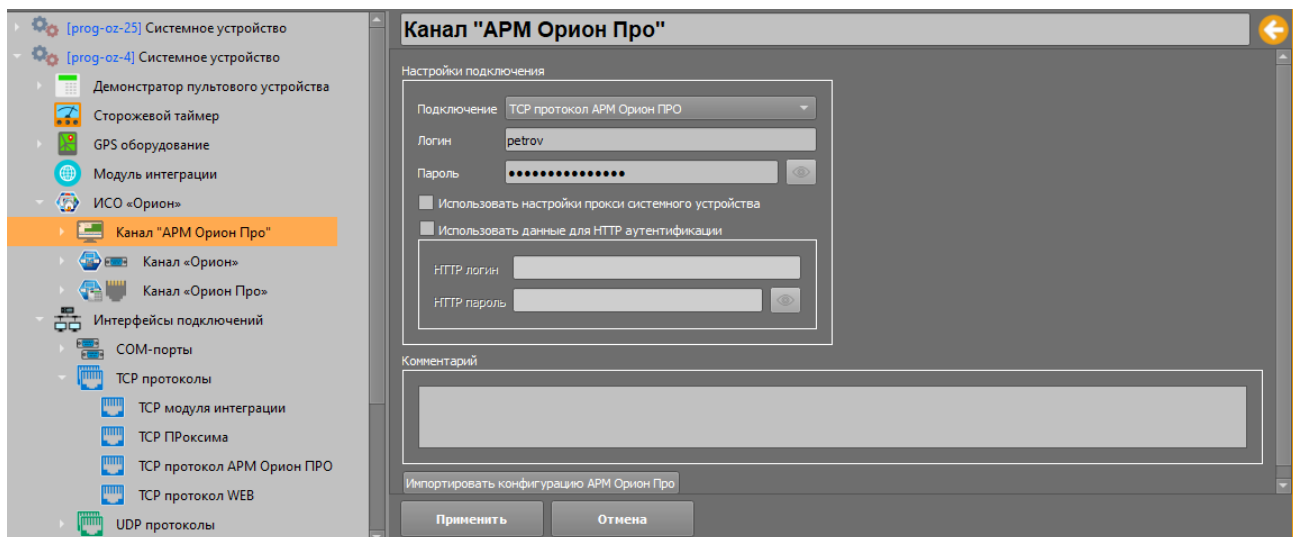 [prog-oz-25] Системное устройство
[prog-oz-4] Системное устройство
Демонстратор пультового устройства
Сторожевой таймер
GPS оборудование
Модуль интеграции
ИСО «Орион»
Канал "АРМ Орион Про"
Канал «Орион»
Канал «Орион Про»
Интерфейсы подключений
COM-порты
TCP протоколы
TCP модуля интеграции
TCP ПРоксима
TCP протокол АРМ Орион ПРО
TCP протокол WEB
UDP протоколы
Канал "АРМ Орион Про"
Настройки подключения
Подключение TCP протокол АРМ Орион ПРО
Логин petrov
Пароль •••••••••••••••
Использовать настройки прокси системного устройства
Использовать данные для HTTP аутентификации
HTTP логин
HTTP пароль
Комментарий
Импортировать конфигурацию АРМ Орион Про
Применить Отмена